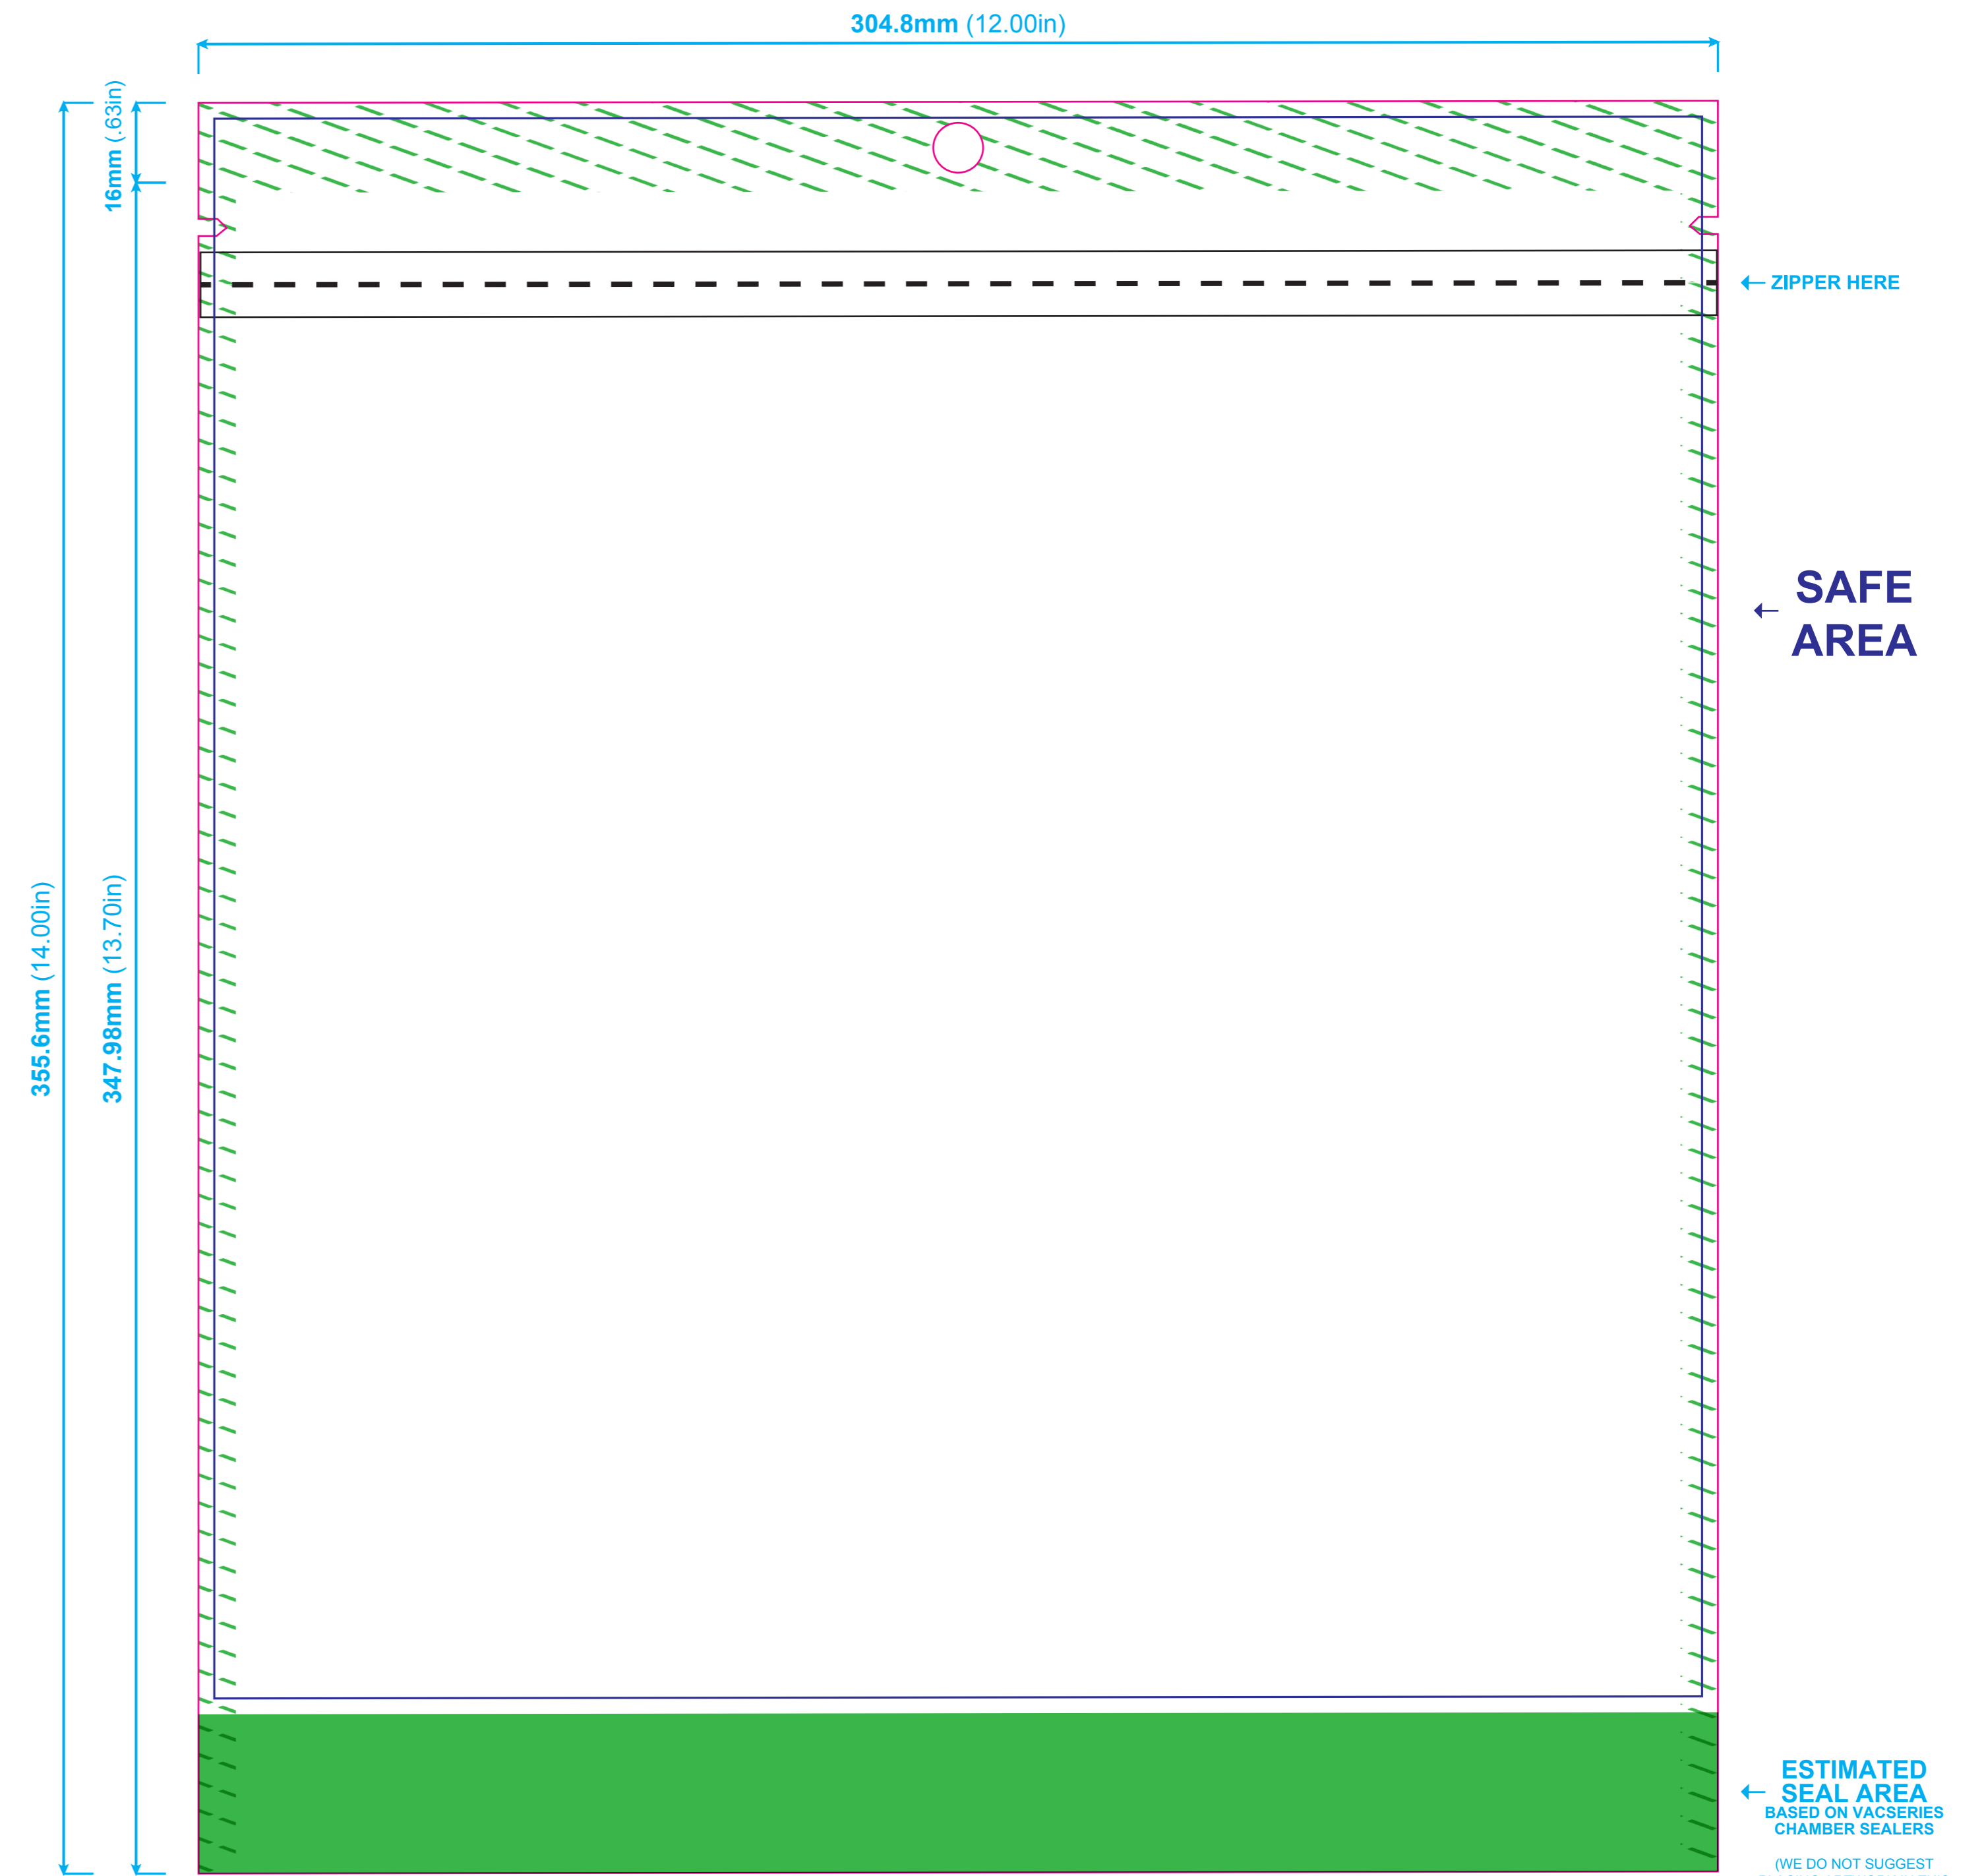 304.8mm (12.00in)
16mm (.63in)
ZIPPER HERE
SAFE
AREA
355.6mm (14.00in)
347.98mm (13.70in)
ESTIMATED
SEAL AREA
BASED ON VACSERIES
CHAMBER SEALERS
(WE DO NOT SUGGEST